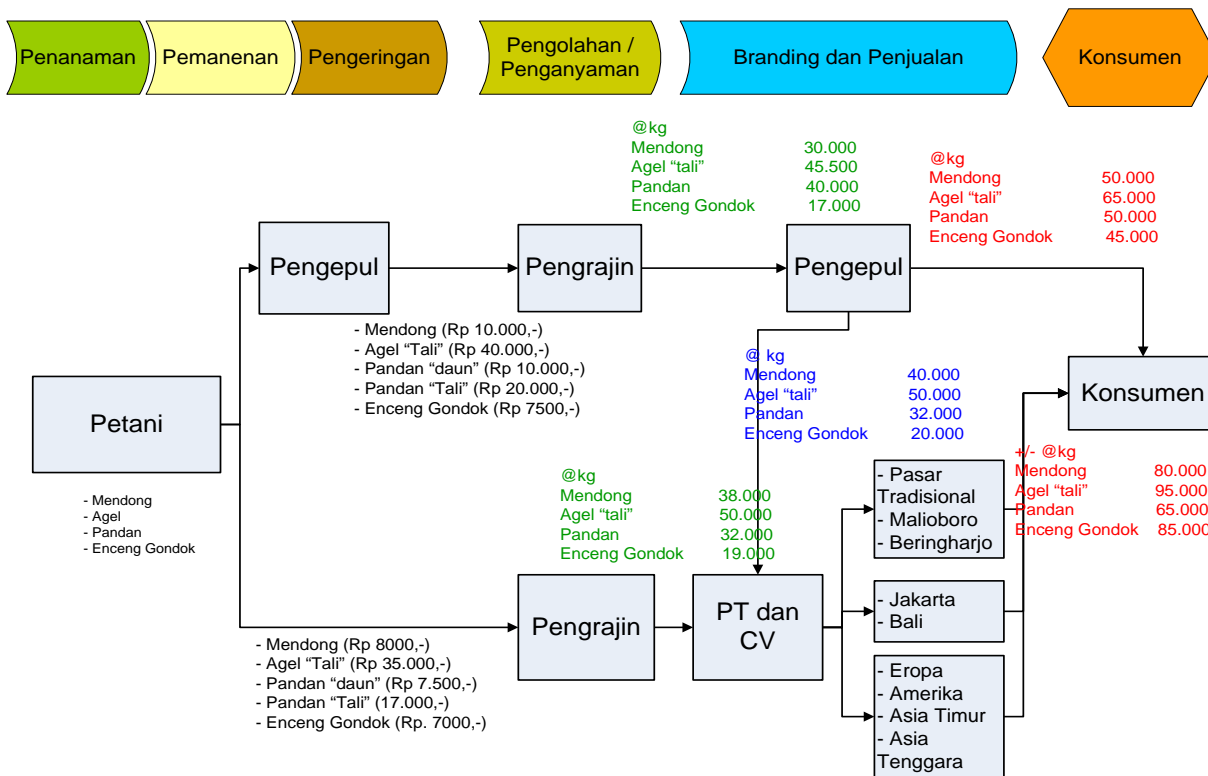 Penanaman
Pemanenan
Pengeringan
Pengolahan /
Penganyaman
Branding dan Penjualan
Konsumen
@kg
Mendong 30.000
Agel “tali” 45.500
Pandan 40.000
Enceng Gondok 17.000
@kg
Mendong 50.000
Agel “tali” 65.000
Pandan 50.000
Enceng Gondok 45.000
Pengepul
Pengrajin
Pengepul
- Mendong (Rp 10.000,-)
- Agel “Tali” (Rp 40.000,-)
- Pandan “daun” (Rp 10.000,-)
- Pandan “Tali” (Rp 20.000,-)
- Enceng Gondok (Rp 7500,-)
@ kg
Mendong 40.000
Agel “tali” 50.000
Pandan 32.000
Enceng Gondok 20.000
Konsumen
Petani
- Mendong
- Agel
- Pandan
- Enceng Gondok
@kg
Mendong 38.000
Agel “tali” 50.000
Pandan 32.000
Enceng Gondok 19.000
- Pasar
Tradisional
- Malioboro
- Beringharjo
+/- @kg
Mendong 80.000
Agel “tali” 95.000
Pandan 65.000
Enceng Gondok 85.000
Pengrajin
PT dan
CV
- Jakarta
- Bali
- Mendong (Rp 8000,-)
- Agel “Tali” (Rp 35.000,-)
- Pandan “daun” (Rp 7.500,-)
- Pandan “Tali” (17.000,-)
- Enceng Gondok (Rp. 7000,-)
- Eropa
- Amerika
- Asia Timur
- Asia
Tenggara